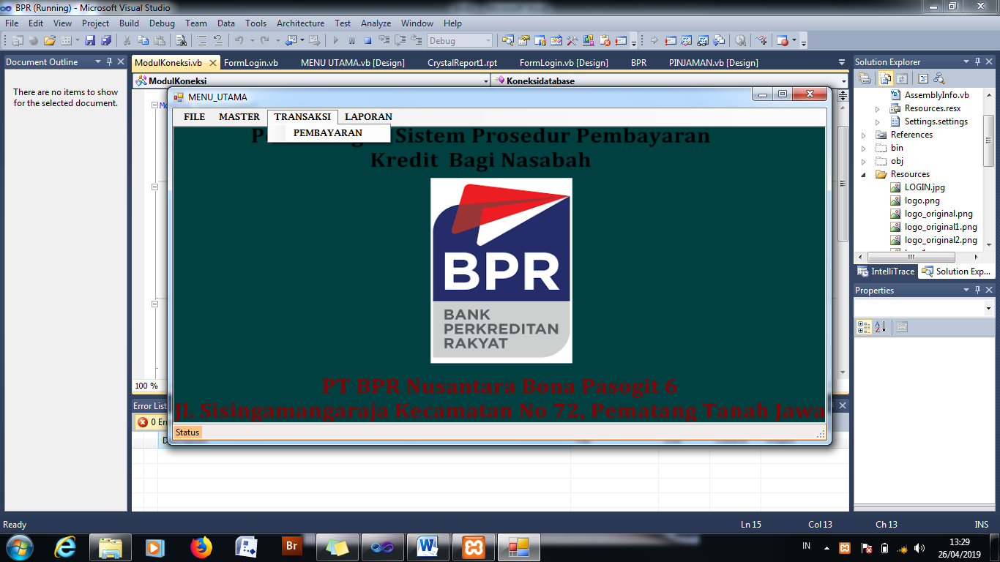 BPR (Running) - Microsoft Visual Studio
File Edit View Project Build Debug Team Data Tools Architecture Test Analyze Window Help
Debug
Document Outline
There are no items to show
for the selected document.
ModulKoneksi.vb FormLogin.vb MENU UTAMA.vb [Design] CrystalReport1.rpt FormLogin.vb [Design] BPR PINJAMAN.vb [Design]
ModulKoneksi Koneksidatabase
MENU_UTAMA
FILE MASTER TRANSAKSI LAPORAN
PEMBAYARAN
Sistem Prosedur Pembayaran
Kredit Bagi Nasabah
BPR
BANK
PERKREDITAN
RAKYAT
PT BPR Nusantara Bona Pasogit 6
Jl. Sisingamangaraja Kecamatan No 72, Pematang Tanah Jawa
Status
100 %
Error List
Solution Explorer
AssemblyInfo.vb
Resources.resx
Settings.settings
References
bin
obj
Resources
LOGIN.jpg
logo.png
logo_original.png
logo_original1.png
logo_original2.png
IntelliTrace Solution Exp...
Properties
Ready Ln 15 Col 13 Ch 13 INS
Br W IN 13:29
26/04/2019